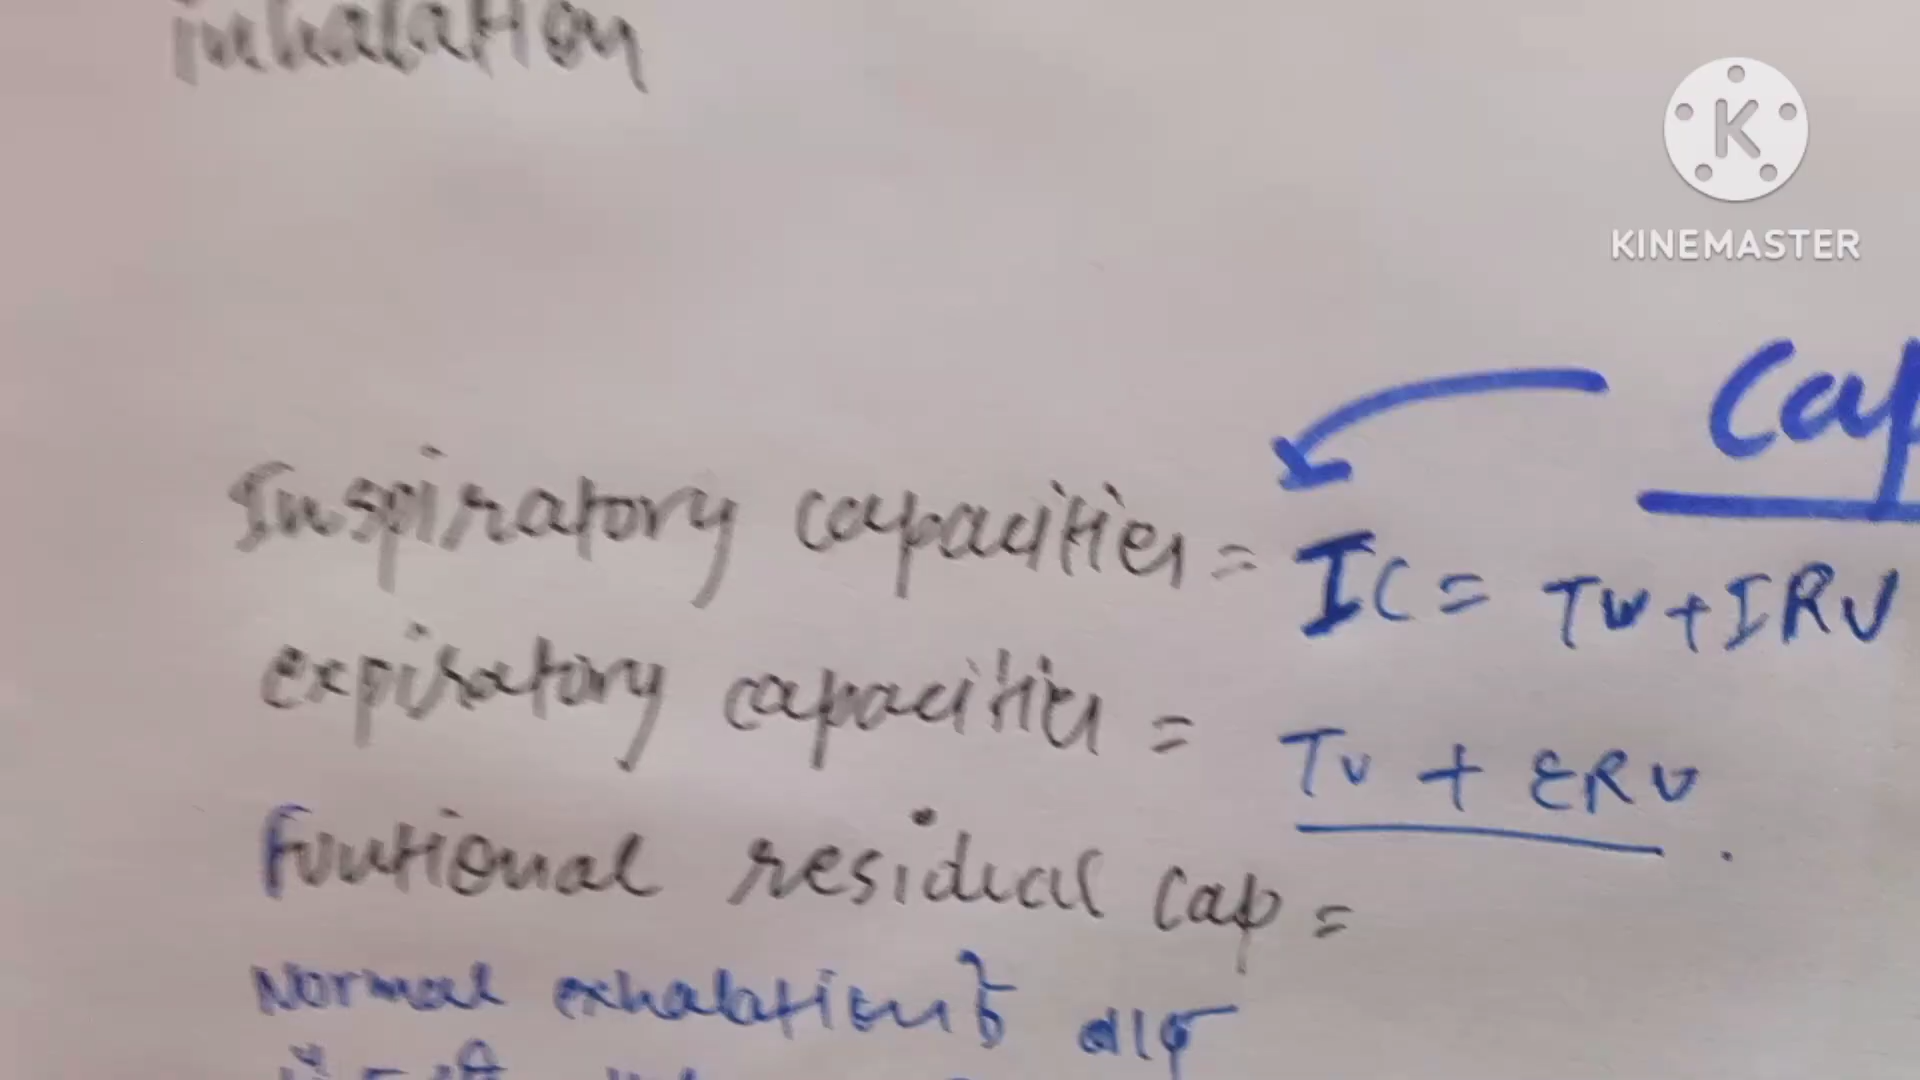 inhalation
K
KINEMASTER
Cap
Inspiratory capacities = IC = TV + IRV
expiratory capacities = TV + ERV
Functional residual cap =
Normal exhalation के बाद